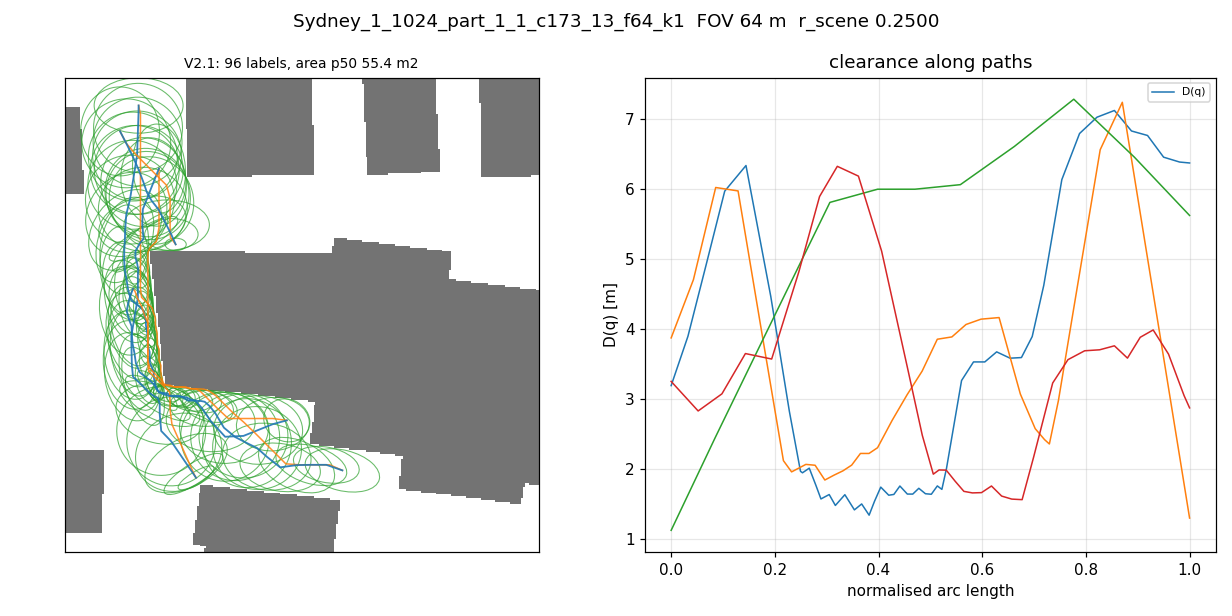 Sydney_1_1024_part_1_1_c173_13_f64_k1  FOV 64 m  r_scene 0.2500
V2.1: 96 labels, area p50 55.4 m2
clearance along paths
D(q)
D(q) [m]
7
6
5
4
3
2
1
0.0 0.2 0.4 0.6 0.8 1.0
normalised arc length